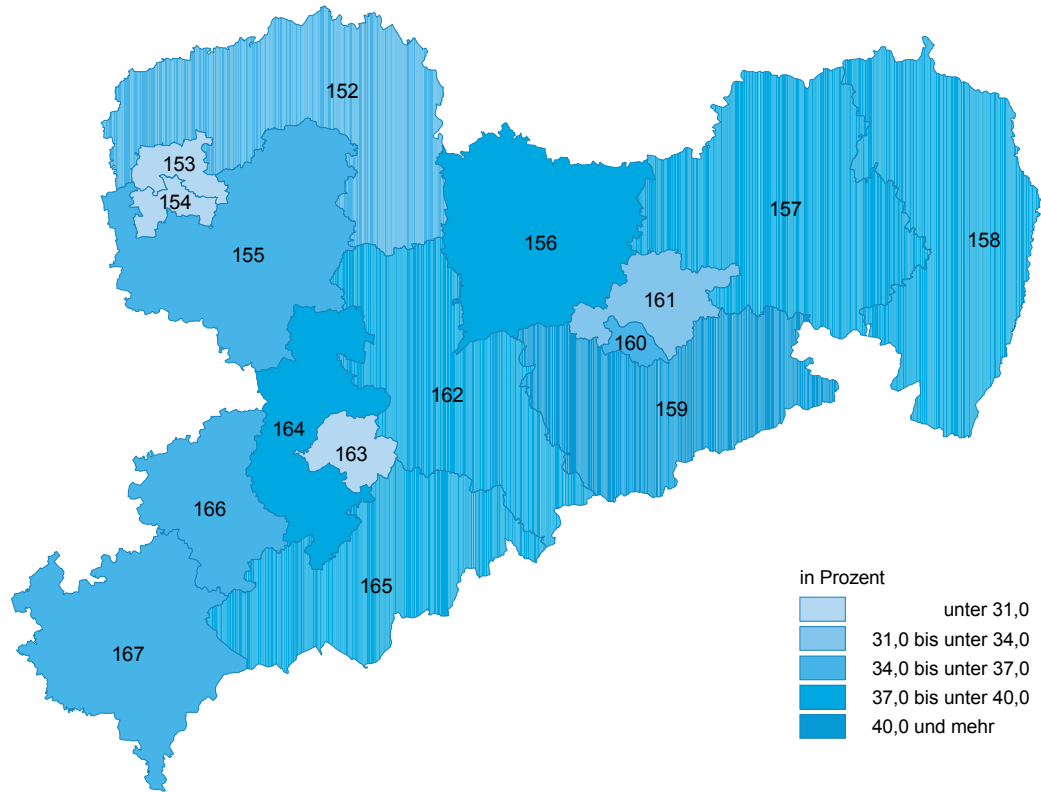 152
153
154
155
156
157
158
161
160
159
162
164
163
166
165
167
in Prozent
unter 31,0
31,0 bis unter 34,0
34,0 bis unter 37,0
37,0 bis unter 40,0
40,0 und mehr